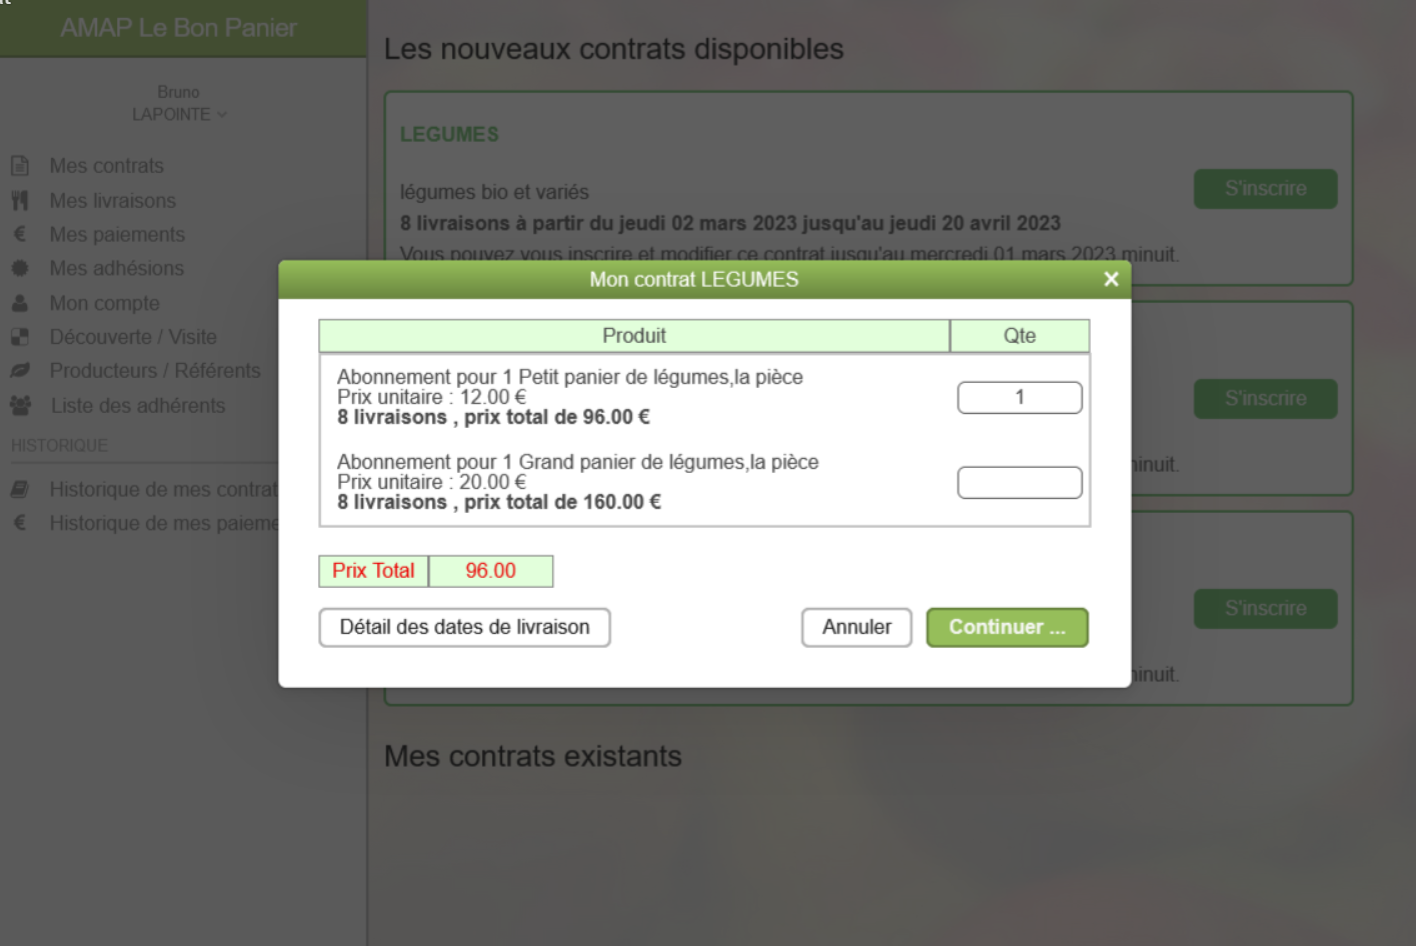 AMAP Le Bon Panier
Bruno
LAPOINTE
Mes contrats
Mes livraisons
Mes paiements
Mes adhésions
Mon compte
Découverte / Visite
Producteurs / Référents
Liste des adhérents
HISTORIQUE
Historique de mes contrat
Historique de mes paieme
Les nouveaux contrats disponibles
LEGUMES
légumes bio et variés
8 livraisons à partir du jeudi 02 mars 2023 jusqu'au jeudi 20 avril 2023
Vous pouvez vous inscrire et modifier ce contrat jusqu'au mercredi 01 mars 2023 minuit.
S'inscrire
Mon contrat LEGUMES
Produit Qte
Abonnement pour 1 Petit panier de légumes,la pièce
Prix unitaire : 12.00 €
8 livraisons , prix total de 96.00 €
1
Abonnement pour 1 Grand panier de légumes,la pièce
Prix unitaire : 20.00 €
8 livraisons , prix total de 160.00 €
Prix Total 96.00
Détail des dates de livraison
Annuler
Continuer ...
S'inscrire
S'inscrire
Mes contrats existants